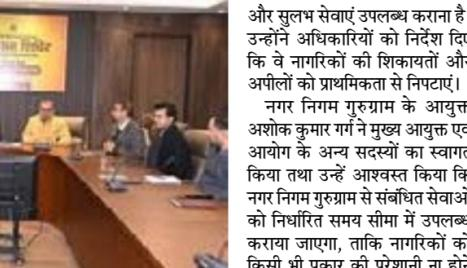 और सुलभ सेवाएं उपलब्ध कराना है
उन्होंने अधिकारियों को निर्देश दिए
कि वे नागरिकों की शिकायतों और
अपीलों को प्राथमिकता से निपटाएं।
नगर निगम गुरुग्राम के आयुक्त
अशोक कुमार गर्ग ने मुख्य आयुक्त एवं
आयोग के अन्य सदस्यों का स्वागत
किया तथा उन्हें आश्वस्त किया कि
नगर निगम गुरुग्राम से संबंधित सेवाओं
को निर्धारित समय सीमा में उपलब्ध
कराया जाएगा, ताकि नागरिकों को
किसी भी प्रकार की परेशानी ना हो